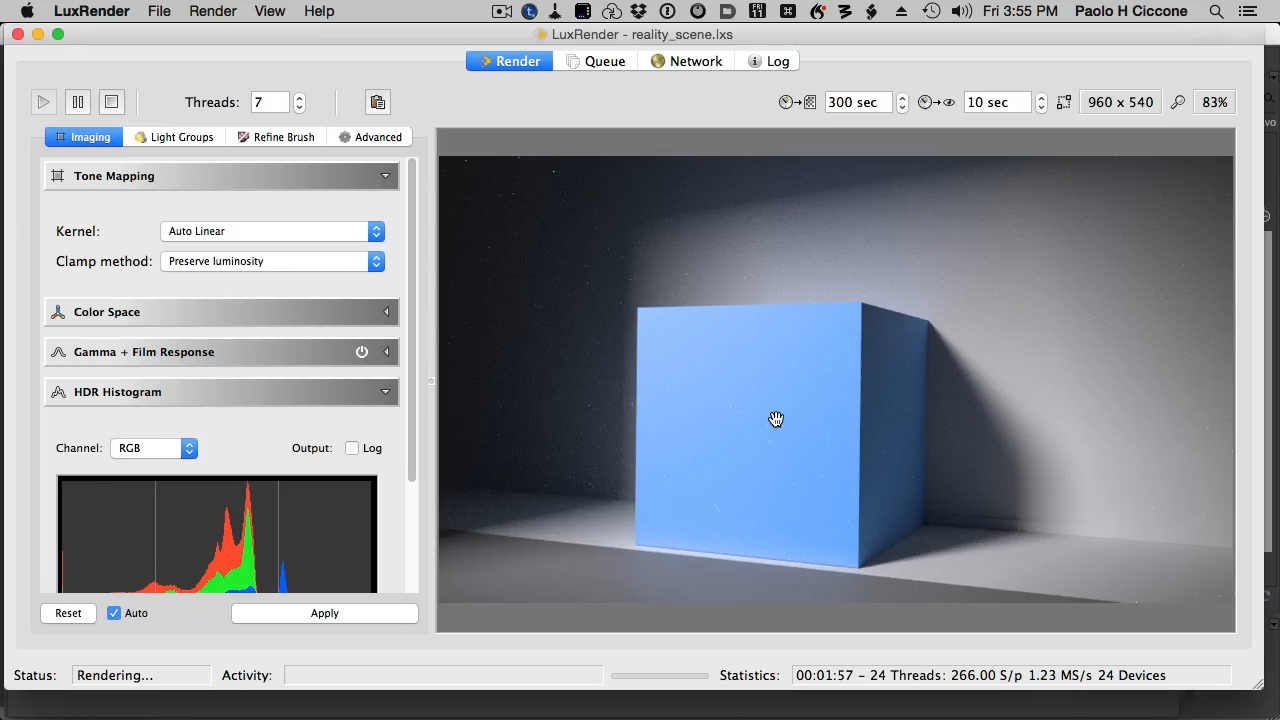 LuxRender File Render View Help Fri 3:55 PM Paolo H Ciccone
LuxRender - reality_scene.lxs
Render Queue Network Log
Threads: 7 300 sec 10 sec 960 x 540 83%
Imaging Light Groups Refine Brush Advanced
Tone Mapping
Kernel: Auto Linear
Clamp method: Preserve luminosity
Color Space
Gamma + Film Response
HDR Histogram
Channel: RGB Output: Log
Reset Auto Apply
Status: Rendering... Activity: Statistics: 00:01:57 - 24 Threads: 266.00 S/p 1.23 MS/s 24 Devices